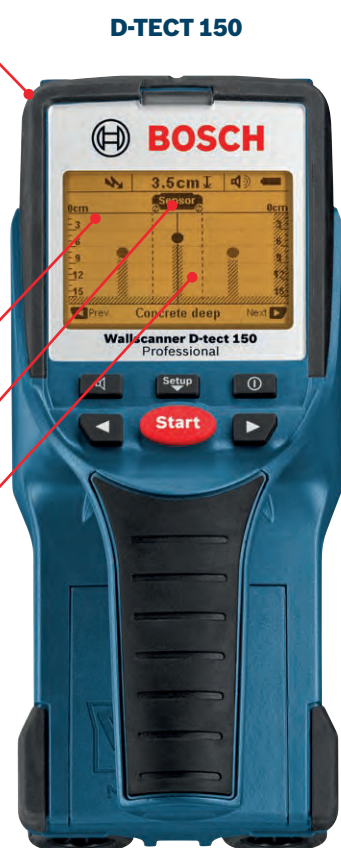 D-TECT 150
BOSCH
3.5cm
Sensor
0cm 0cm
3 3
6 6
9 9
12 12
15 15
Prev. Concrete deep Next
Wallscanner D-tect 150
Professional
Setup
Start